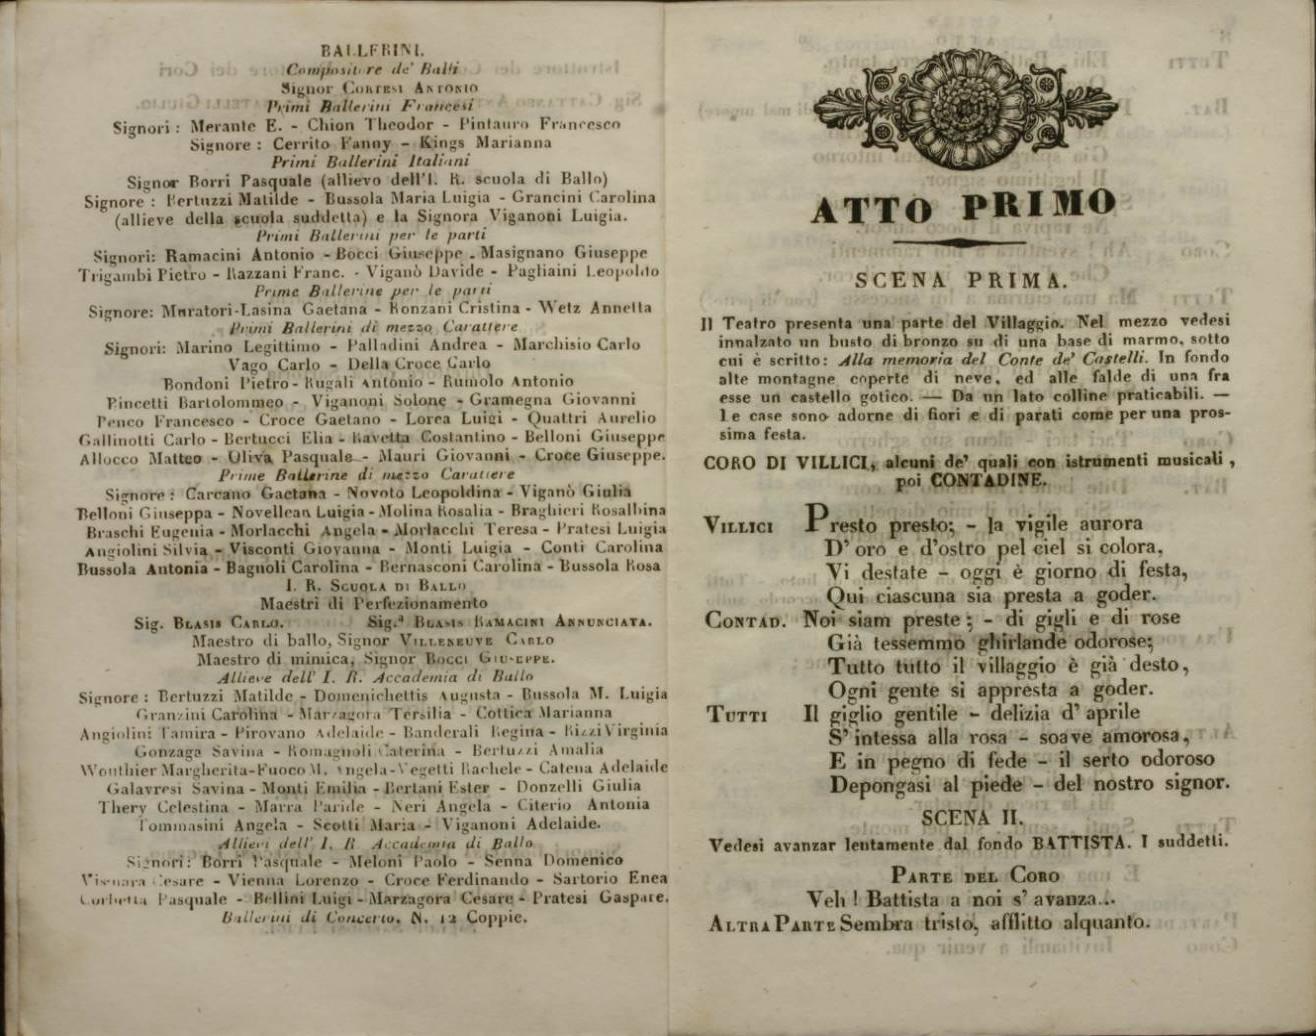 BALLERINI.
Compositore de' Balli
Signor CORTESI ANTONIO
Primi Ballerini Francesi
Signori : Merante E. - Chion Theodor - Pintauro Francesco
Signore : Cerrito Fanny - Kings Marianna
Primi Ballerini Italiani
Signor Borri Pasquale (allievo dell'I. R. scuola di Ballo)
Signore : Bertuzzi Matilde - Bussola Maria Luigia - Grancini Carolina
(allieve della scuola suddetta) e la Signora Viganoni Luigia.
Primi Ballerini per le parti
Signori: Ramacini Antonio - Bocci Giuseppe - Masignano Giuseppe
Trigambi Pietro - Razzani Franc. - Viganò Davide - Pagliaini Leopoldo
Prime Ballerine per le parti
Signore: Muratori-Lasina Gaetana - Ronzani Cristina - Wetz Annetta
Primi Ballerini di mezzo Carattere
Signori: Marino Legittimo - Palladini Andrea - Marchisio Carlo
Vago Carlo - Della Croce Carlo
Bondoni Pietro - Rugali Antonio - Rumolo Antonio
Pincetti Bartolommeo - Viganoni Solone - Gramegna Giovanni
Penco Francesco - Croce Gaetano - Lorea Luigi - Quattri Aurelio
Gallinotti Carlo - Bertucci Elia - Ravetta Costantino - Belloni Giuseppe
Allocco Matteo - Oliva Pasquale - Mauri Giovanni - Croce Giuseppe.
Prime Ballerine di mezzo Carattere
Signore : Carcano Gaetana - Novoto Leopoldina - Viganò Giulia
Belloni Giuseppa - Novellean Luigia - Molina Rosalia - Braghieri Rosalbina
Braschi Eugenia - Morlacchi Angela - Morlacchi Teresa - Pratesi Luigia
Angiolini Silvia - Visconti Giovanna - Monti Luigia - Conti Carolina
Bussola Antonia - Bagnoli Carolina - Bernasconi Carolina - Bussola Rosa
I. R. SCUOLA DI BALLO
Maestri di Perfezionamento
Sig. BLASIS CARLO. Sig.ª BLASIS RAMACINI ANNUNCIATA.
Maestro di ballo, Signor VILLENEUVE CARLO
Maestro di mimica, Signor BOCCI GIUSEPPE.
Allieve dell' I. R. Accademia di Ballo
Signore : Bertuzzi Matilde - Domenichettis Augusta - Bussola M. Luigia
Granzini Carolina - Marzagora Tersilia - Cottica Marianna
Angiolini Tamira - Pirovano Adelaide - Banderali Regina - Rizzi Virginia
Gonzaga Savina - Romagnoli Caterina - Bertuzzi Amalia
Wouthier Margherita - Fuoco M. Angela - Vegetti Rachele - Catena Adelaide
Galavresi Savina - Monti Emilia - Bertani Ester - Donzelli Giulia
Thery Celestina - Marra Paride - Neri Angela - Citerio Antonia
Tommasini Angela - Scotti Maria - Viganoni Adelaide.
Allievi dell' I. R Accademia di Ballo
Signori: Borri Pasquale - Meloni Paolo - Senna Domenico
Vismara Cesare - Vienna Lorenzo - Croce Ferdinando - Sartorio Enea
Corbetta Pasquale - Bellini Luigi - Marzagora Cesare - Pratesi Gaspare.
Ballerini di Concerto, N. 12 Coppie.
ATTO PRIMO
SCENA PRIMA.
Il Teatro presenta una parte del Villaggio. Nel mezzo vedesi
innalzato un busto di bronzo su di una base di marmo, sotto
cui è scritto: Alla memoria del Conte de' Castelli. In fondo
alte montagne coperte di neve, ed alle falde di una fra
esse un castello gotico. — Da un lato colline praticabili. —
Le case sono adorne di fiori e di parati come per una pros-
sima festa.
CORO DI VILLICI, alcuni de' quali con istrumenti musicali,
poi CONTADINE.
VILLICI Presto presto; - la vigile aurora
D' oro e d'ostro pel ciel si colora,
Vi destate - oggi è giorno di festa,
Qui ciascuna sia presta a goder.
CONTAD. Noi siam preste ; - di gigli e di rose
Già tessemmo ghirlande odorose;
Tutto tutto il villaggio è già desto,
Ogni gente si appresta a goder.
TUTTI Il giglio gentile - delizia d' aprile
S' intessa alla rosa - soave amorosa,
E in pegno di fede - il serto odoroso
Depongasi al piede - del nostro signor.
SCENA II.
Vedesi avanzar lentamente dal fondo BATTISTA. I suddetti.
PARTE DEL CORO
Veh ! Battista a noi s' avanza...
ALTRA PARTE Sembra tristo, afflitto alquanto.